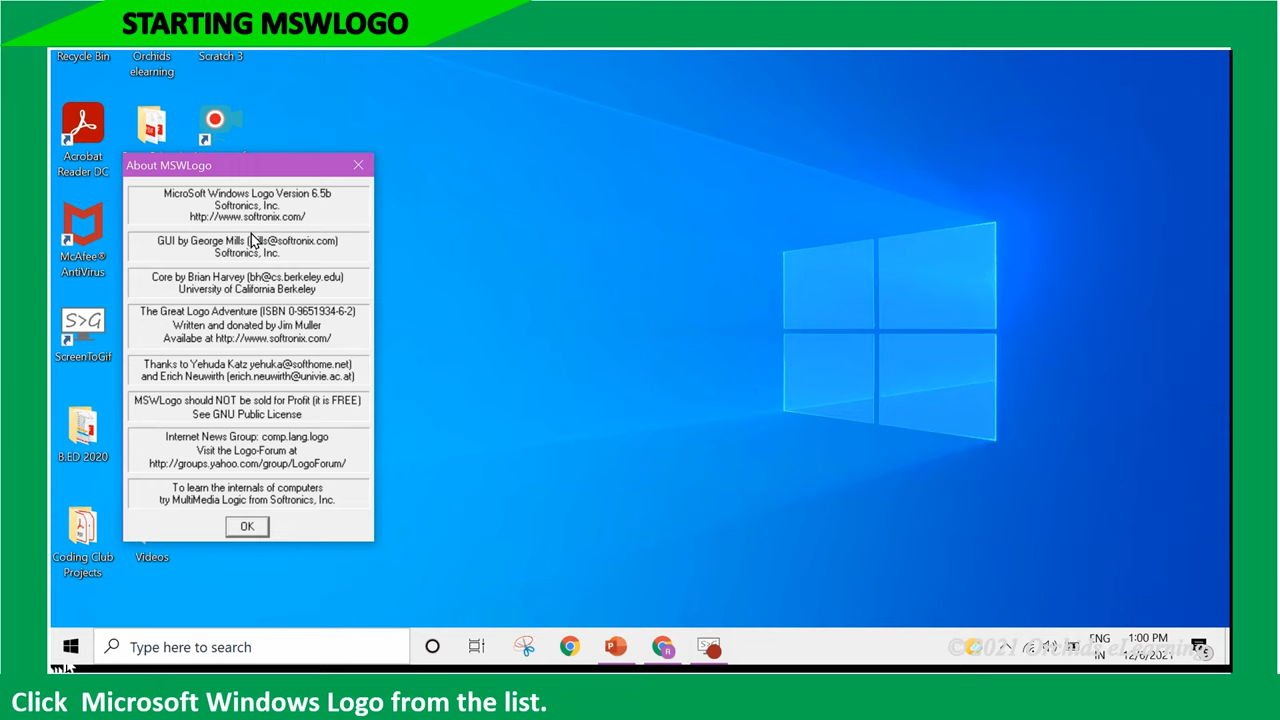 STARTING MSWLOGO
Recycle Bin
Orchids
elearning
Scratch 3
Acrobat
Reader DC
McAfee®
AntiVirus
S>G
ScreenToGif
B.ED 2020
Coding Club
Projects
Videos
About MSWLogo
MicroSoft Windows Logo Version 6.5b
Softronics, Inc.
http://www.softronix.com/
GUI by George Mills (        @softronix.com)
Softronics, Inc.
Core by Brian Harvey (bh@cs.berkeley.edu)
University of California Berkeley
The Great Logo Adventure (ISBN 0-9651934-6-2)
Written and donated by Jim Muller
Availabe at http://www.softronix.com/
Thanks to Yehuda Katz yehuka@softhome.net)
and Erich Neuwirth (erich.neuwirth@univie.ac.at)
MSWLogo should NOT be sold for Profit (it is FREE)
See GNU Public License
Internet News Group: comp.lang.logo
Visit the Logo-Forum at
http://groups.yahoo.com/group/LogoForum/
To learn the internals of computers
try MultiMedia Logic from Softronics, Inc.
OK
Type here to search
ENG
IN
1:00 PM
12/6/2021
©2021 Orchids eLearning
Click Microsoft Windows Logo from the list.